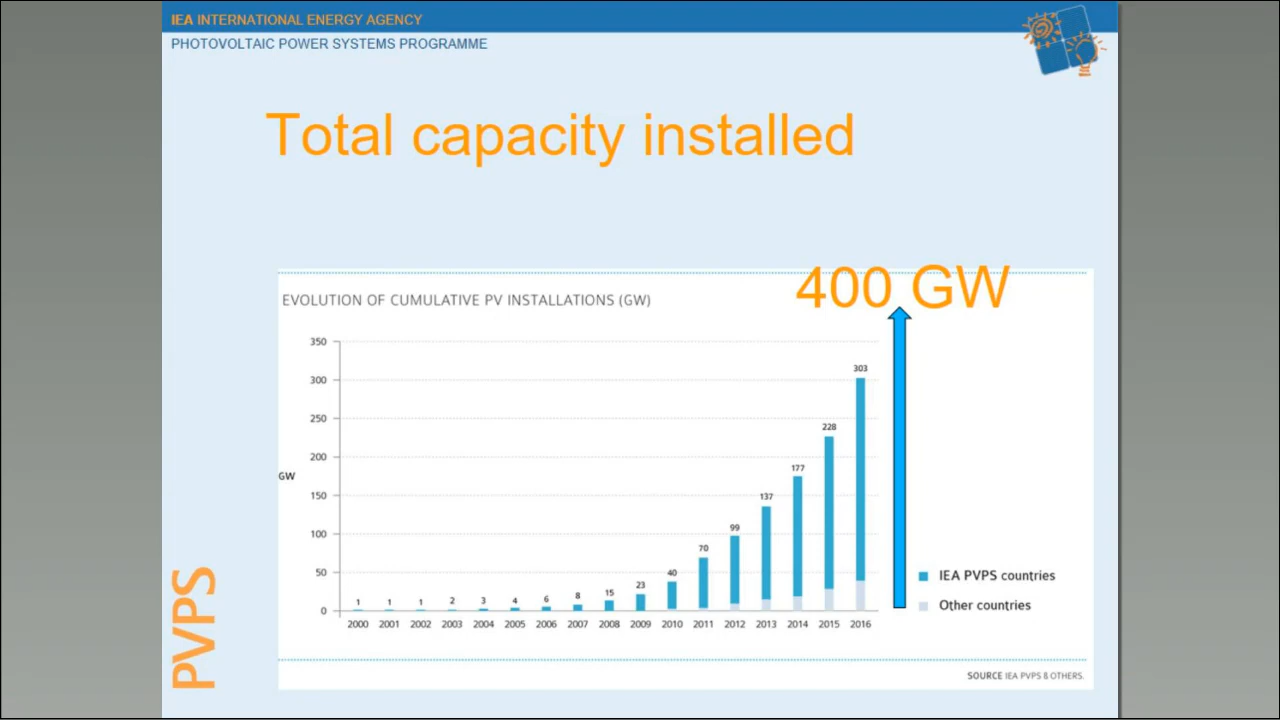 IEA INTERNATIONAL ENERGY AGENCY
PHOTOVOLTAIC POWER SYSTEMS PROGRAMME
Total capacity installed
400 GW
EVOLUTION OF CUMULATIVE PV INSTALLATIONS (GW)
350
300
250
200
150
100
50
0
GW
1 1 1 2 3 4 6 8 15 23 40 70 99 137 177 228 303
2000 2001 2002 2003 2004 2005 2006 2007 2008 2009 2010 2011 2012 2013 2014 2015 2016
IEA PVPS countries
Other countries
SOURCE IEA PVPS & OTHERS.
PVPS